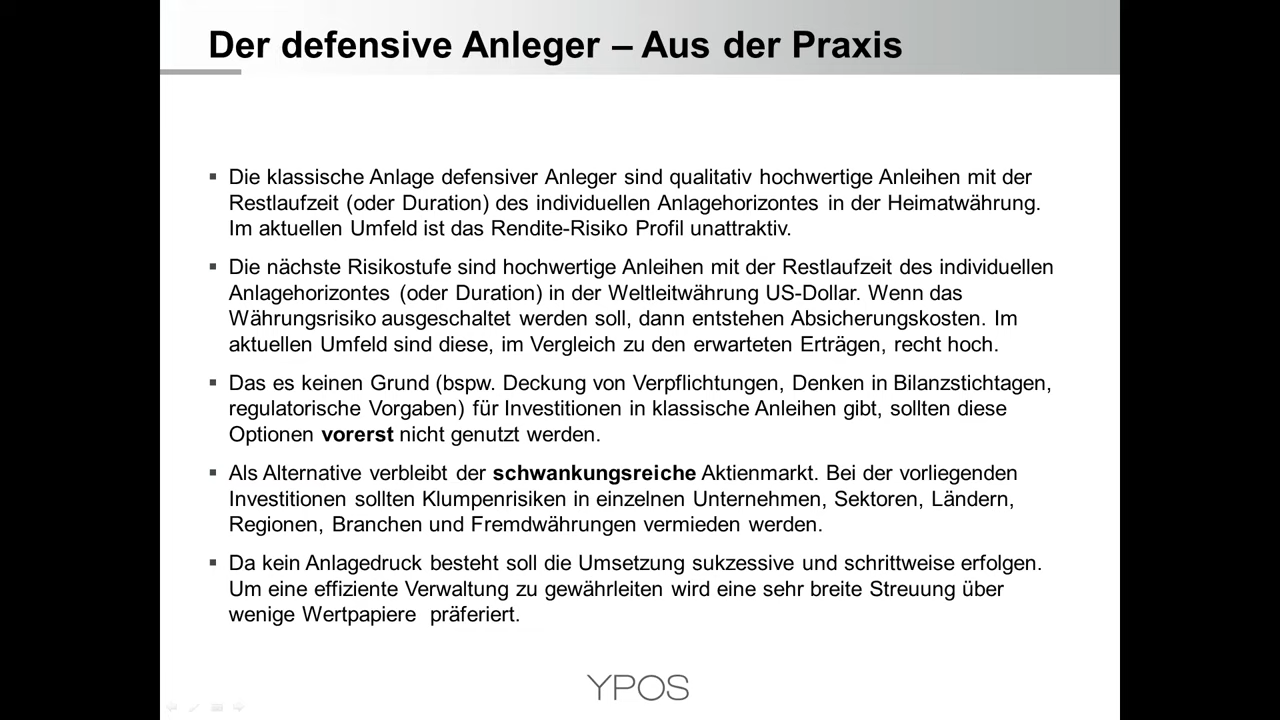 Der defensive Anleger – Aus der Praxis
▪ Die klassische Anlage defensiver Anleger sind qualitativ hochwertige Anleihen mit der
Restlaufzeit (oder Duration) des individuellen Anlagehorizontes in der Heimatwährung.
Im aktuellen Umfeld ist das Rendite-Risiko Profil unattraktiv.
▪ Die nächste Risikostufe sind hochwertige Anleihen mit der Restlaufzeit des individuellen
Anlagehorizontes (oder Duration) in der Weltleitwährung US-Dollar. Wenn das
Währungsrisiko ausgeschaltet werden soll, dann entstehen Absicherungskosten. Im
aktuellen Umfeld sind diese, im Vergleich zu den erwarteten Erträgen, recht hoch.
▪ Das es keinen Grund (bspw. Deckung von Verpflichtungen, Denken in Bilanzstichtagen,
regulatorische Vorgaben) für Investitionen in klassische Anleihen gibt, sollten diese
Optionen vorerst nicht genutzt werden.
▪ Als Alternative verbleibt der schwankungsreiche Aktienmarkt. Bei der vorliegenden
Investitionen sollten Klumpenrisiken in einzelnen Unternehmen, Sektoren, Ländern,
Regionen, Branchen und Fremdwährungen vermieden werden.
▪ Da kein Anlagedruck besteht soll die Umsetzung sukzessive und schrittweise erfolgen.
Um eine effiziente Verwaltung zu gewährleiten wird eine sehr breite Streuung über
wenige Wertpapiere präferiert.
YPOS